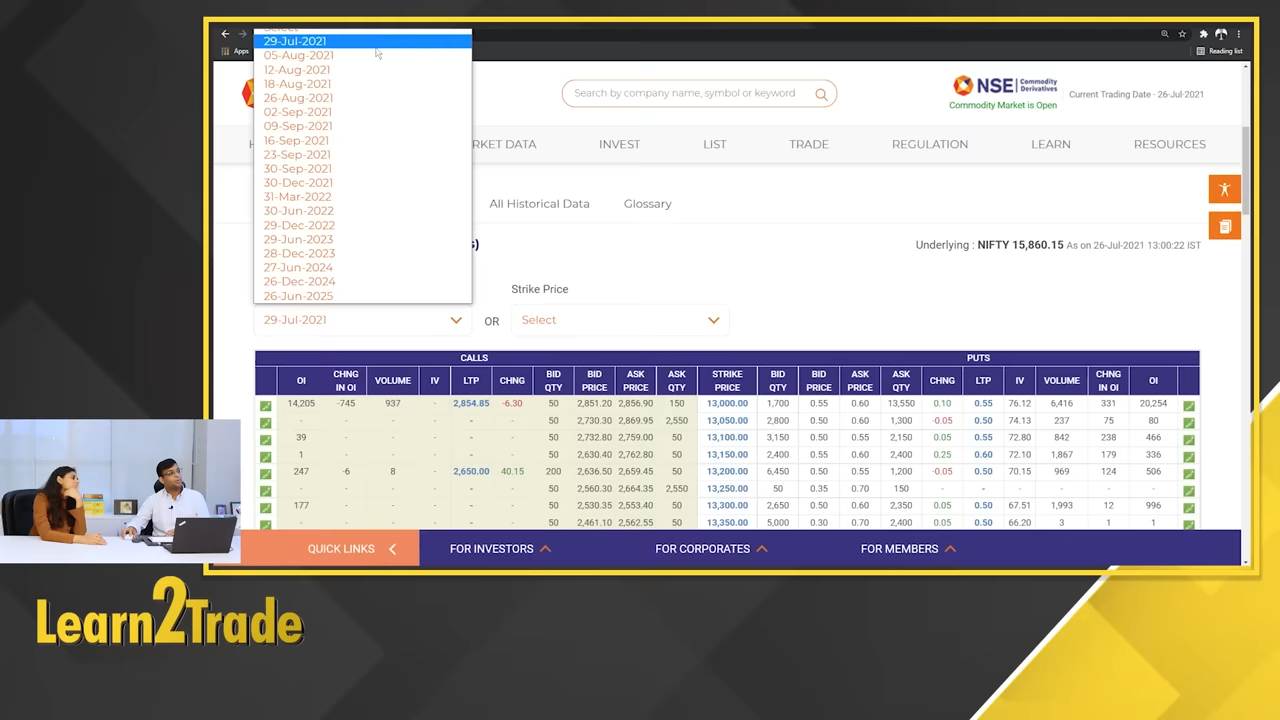 Select
29-Jul-2021
05-Aug-2021
12-Aug-2021
18-Aug-2021
26-Aug-2021
02-Sep-2021
09-Sep-2021
16-Sep-2021
23-Sep-2021
30-Sep-2021
30-Dec-2021
31-Mar-2022
30-Jun-2022
29-Dec-2022
29-Jun-2023
28-Dec-2023
27-Jun-2024
26-Dec-2024
26-Jun-2025
Apps
Reading list
Search by company name, symbol or keyword
NSE Commodity Derivatives
Commodity Market is Open
Current Trading Date - 26-Jul-2021
H RKET DATA INVEST LIST TRADE REGULATION LEARN RESOURCES
All Historical Data Glossary
s)
Underlying : NIFTY 15,860.15 As on 26-Jul-2021 13:00:22 IST
Strike Price
29-Jul-2021 OR Select
CALLS PUTS
OI CHNG IN OI VOLUME IV LTP CHNG BID QTY BID PRICE ASK PRICE ASK QTY STRIKE PRICE BID QTY BID PRICE ASK PRICE ASK QTY CHNG LTP IV VOLUME CHNG IN OI OI
14,205 -745 937 - 2,854.85 -6.30 50 2,851.20 2,856.90 150 13,000.00 1,700 0.55 0.60 13,550 0.10 0.55 76.12 6,416 331 20,254
- - - - - - 50 2,730.30 2,869.95 2,550 13,050.00 2,800 0.55 0.60 1,300 -0.05 0.50 74.13 237 75 80
39 - - - - - 50 2,732.80 2,759.00 50 13,100.00 3,150 0.50 0.55 2,150 0.05 0.55 72.80 842 238 466
1 - - - - - 50 2,630.40 2,762.80 50 13,150.00 2,400 0.55 0.60 2,400 0.25 0.60 72.10 1,867 179 336
247 -6 8 - 2,650.00 40.15 200 2,630.65 2,659.45 50 13,200.00 6,450 0.50 0.55 1,200 -0.05 0.50 70.15 969 124 506
- - - - - - 50 2,560.30 2,664.35 2,550 13,250.00 50 0.35 0.70 150 - - - - - -
177 - - - - - 50 2,530.35 2,553.40 50 13,300.00 2,650 0.50 0.60 2,350 0.05 0.50 67.51 1,993 12 996
- - - - - - 50 2,461.10 2,562.55 50 13,350.00 5,000 0.30 0.70 2,400 0.05 0.50 66.20 3 1 1
QUICK LINKS FOR INVESTORS FOR CORPORATES FOR MEMBERS
Learn2Trade